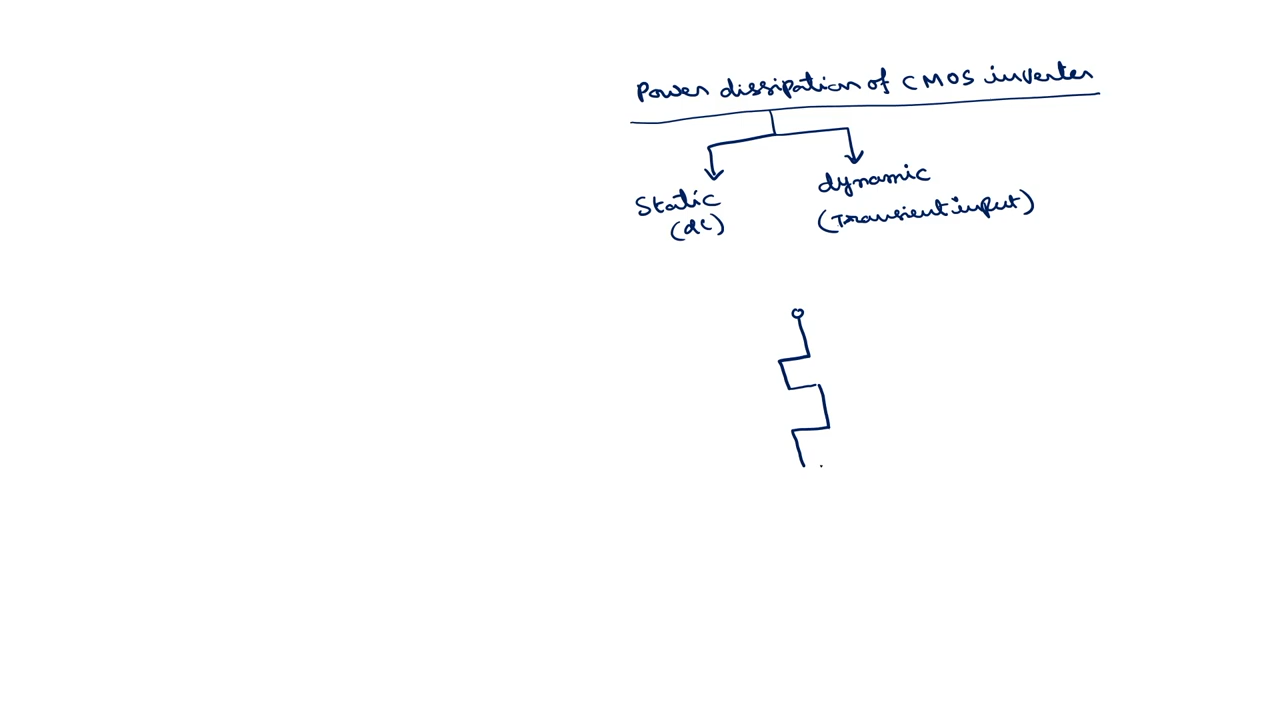 Power dissipation of CMOS inverter
Static
(dc)
dynamic
(Transient input)